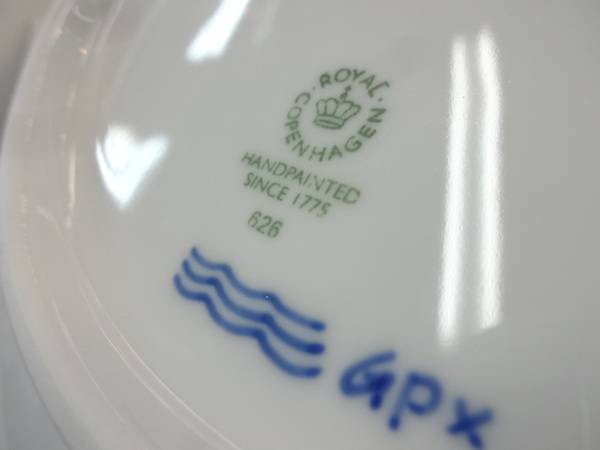 ROYAL
COPENHAGEN
HANDPAINTED
SINCE 1775
626
GPX